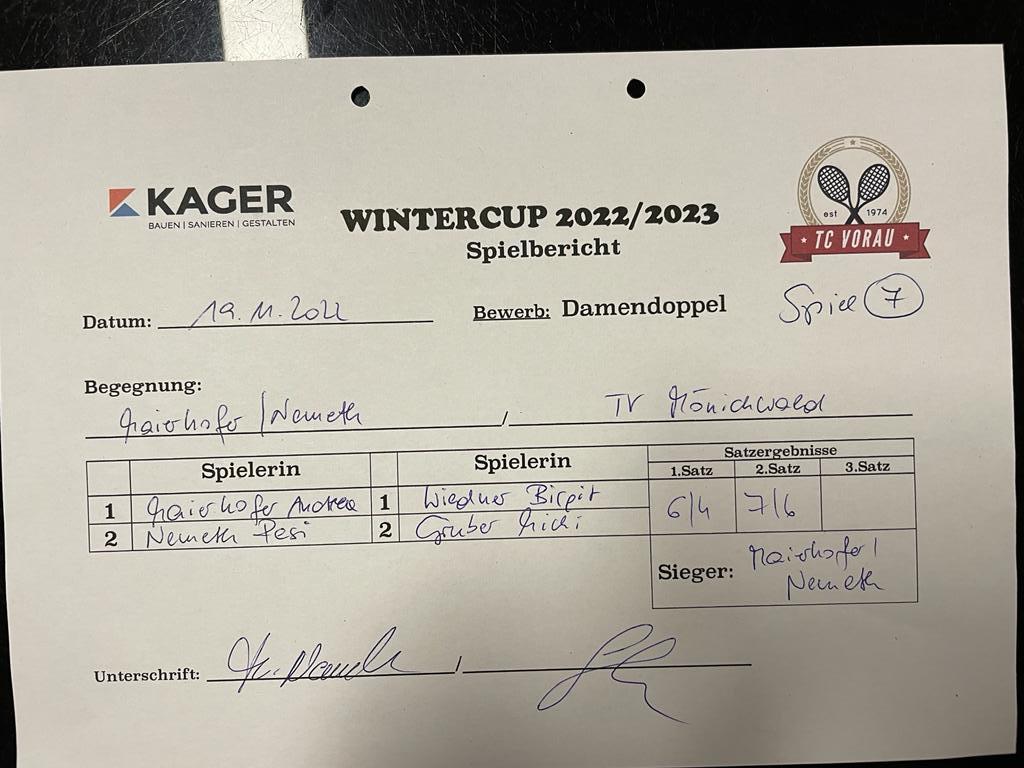 KAGER
BAUEN | SANIEREN | GESTALTEN
WINTERCUP 2022/2023
Spielbericht
est 1974
TC VORAU
Datum: 19.11.2022
Bewerb: Damendoppel
Spiel 7
Begegnung:
Maierhofer / Nemeth / TV Mönichwald
Spielerin Spielerin Satzergebnisse
1.Satz 2.Satz 3.Satz
1 Maierhofer Andrea 1 Wiedner Birgit 6/4 7/6
2 Nemeth Resi 2 Gruber Michi
Sieger: Maierhofer /
Nemeth
Unterschrift: /